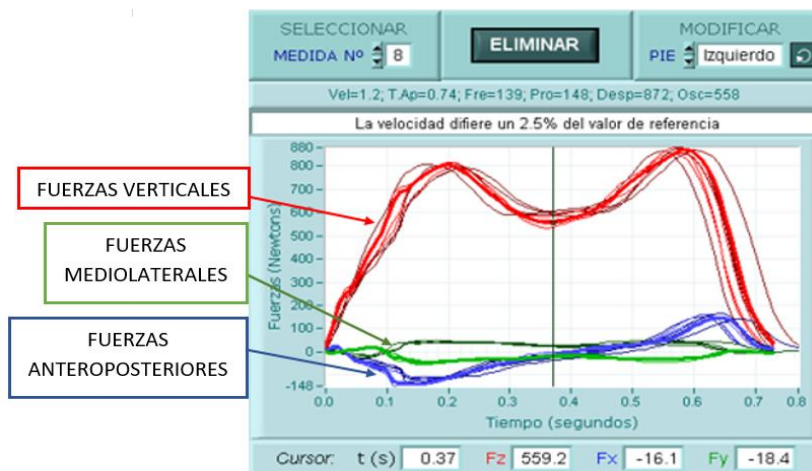 SELECCIONAR
MEDIDA Nº 8
ELIMINAR
MODIFICAR
PIE Izquierdo
Vel=1.2; T.Ap=0.74; Fre=139; Pro=148; Desp=872; Osc=558
La velocidad difiere un 2.5% del valor de referencia
FUERZAS VERTICALES
FUERZAS
MEDIOLATERALES
FUERZAS
ANTEROPOSTERIORES
Fuerzas (Newtons)
880
800
700
600
500
400
300
200
100
0
-148
0.0 0.1 0.2 0.3 0.4 0.5 0.6 0.7 0.8
Tiempo (segundos)
Cursor: t (s) 0.37 Fz 559.2 Fx -16.1 Fy -18.4